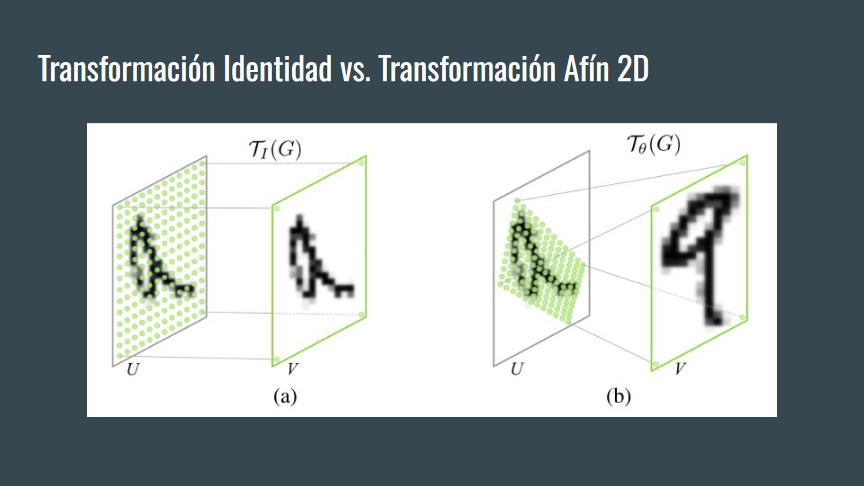 Transformación Identidad vs. Transformación Afín 2D
𝒯_I(G)
𝒯_θ(G)
U
V
U
V
(a)
(b)